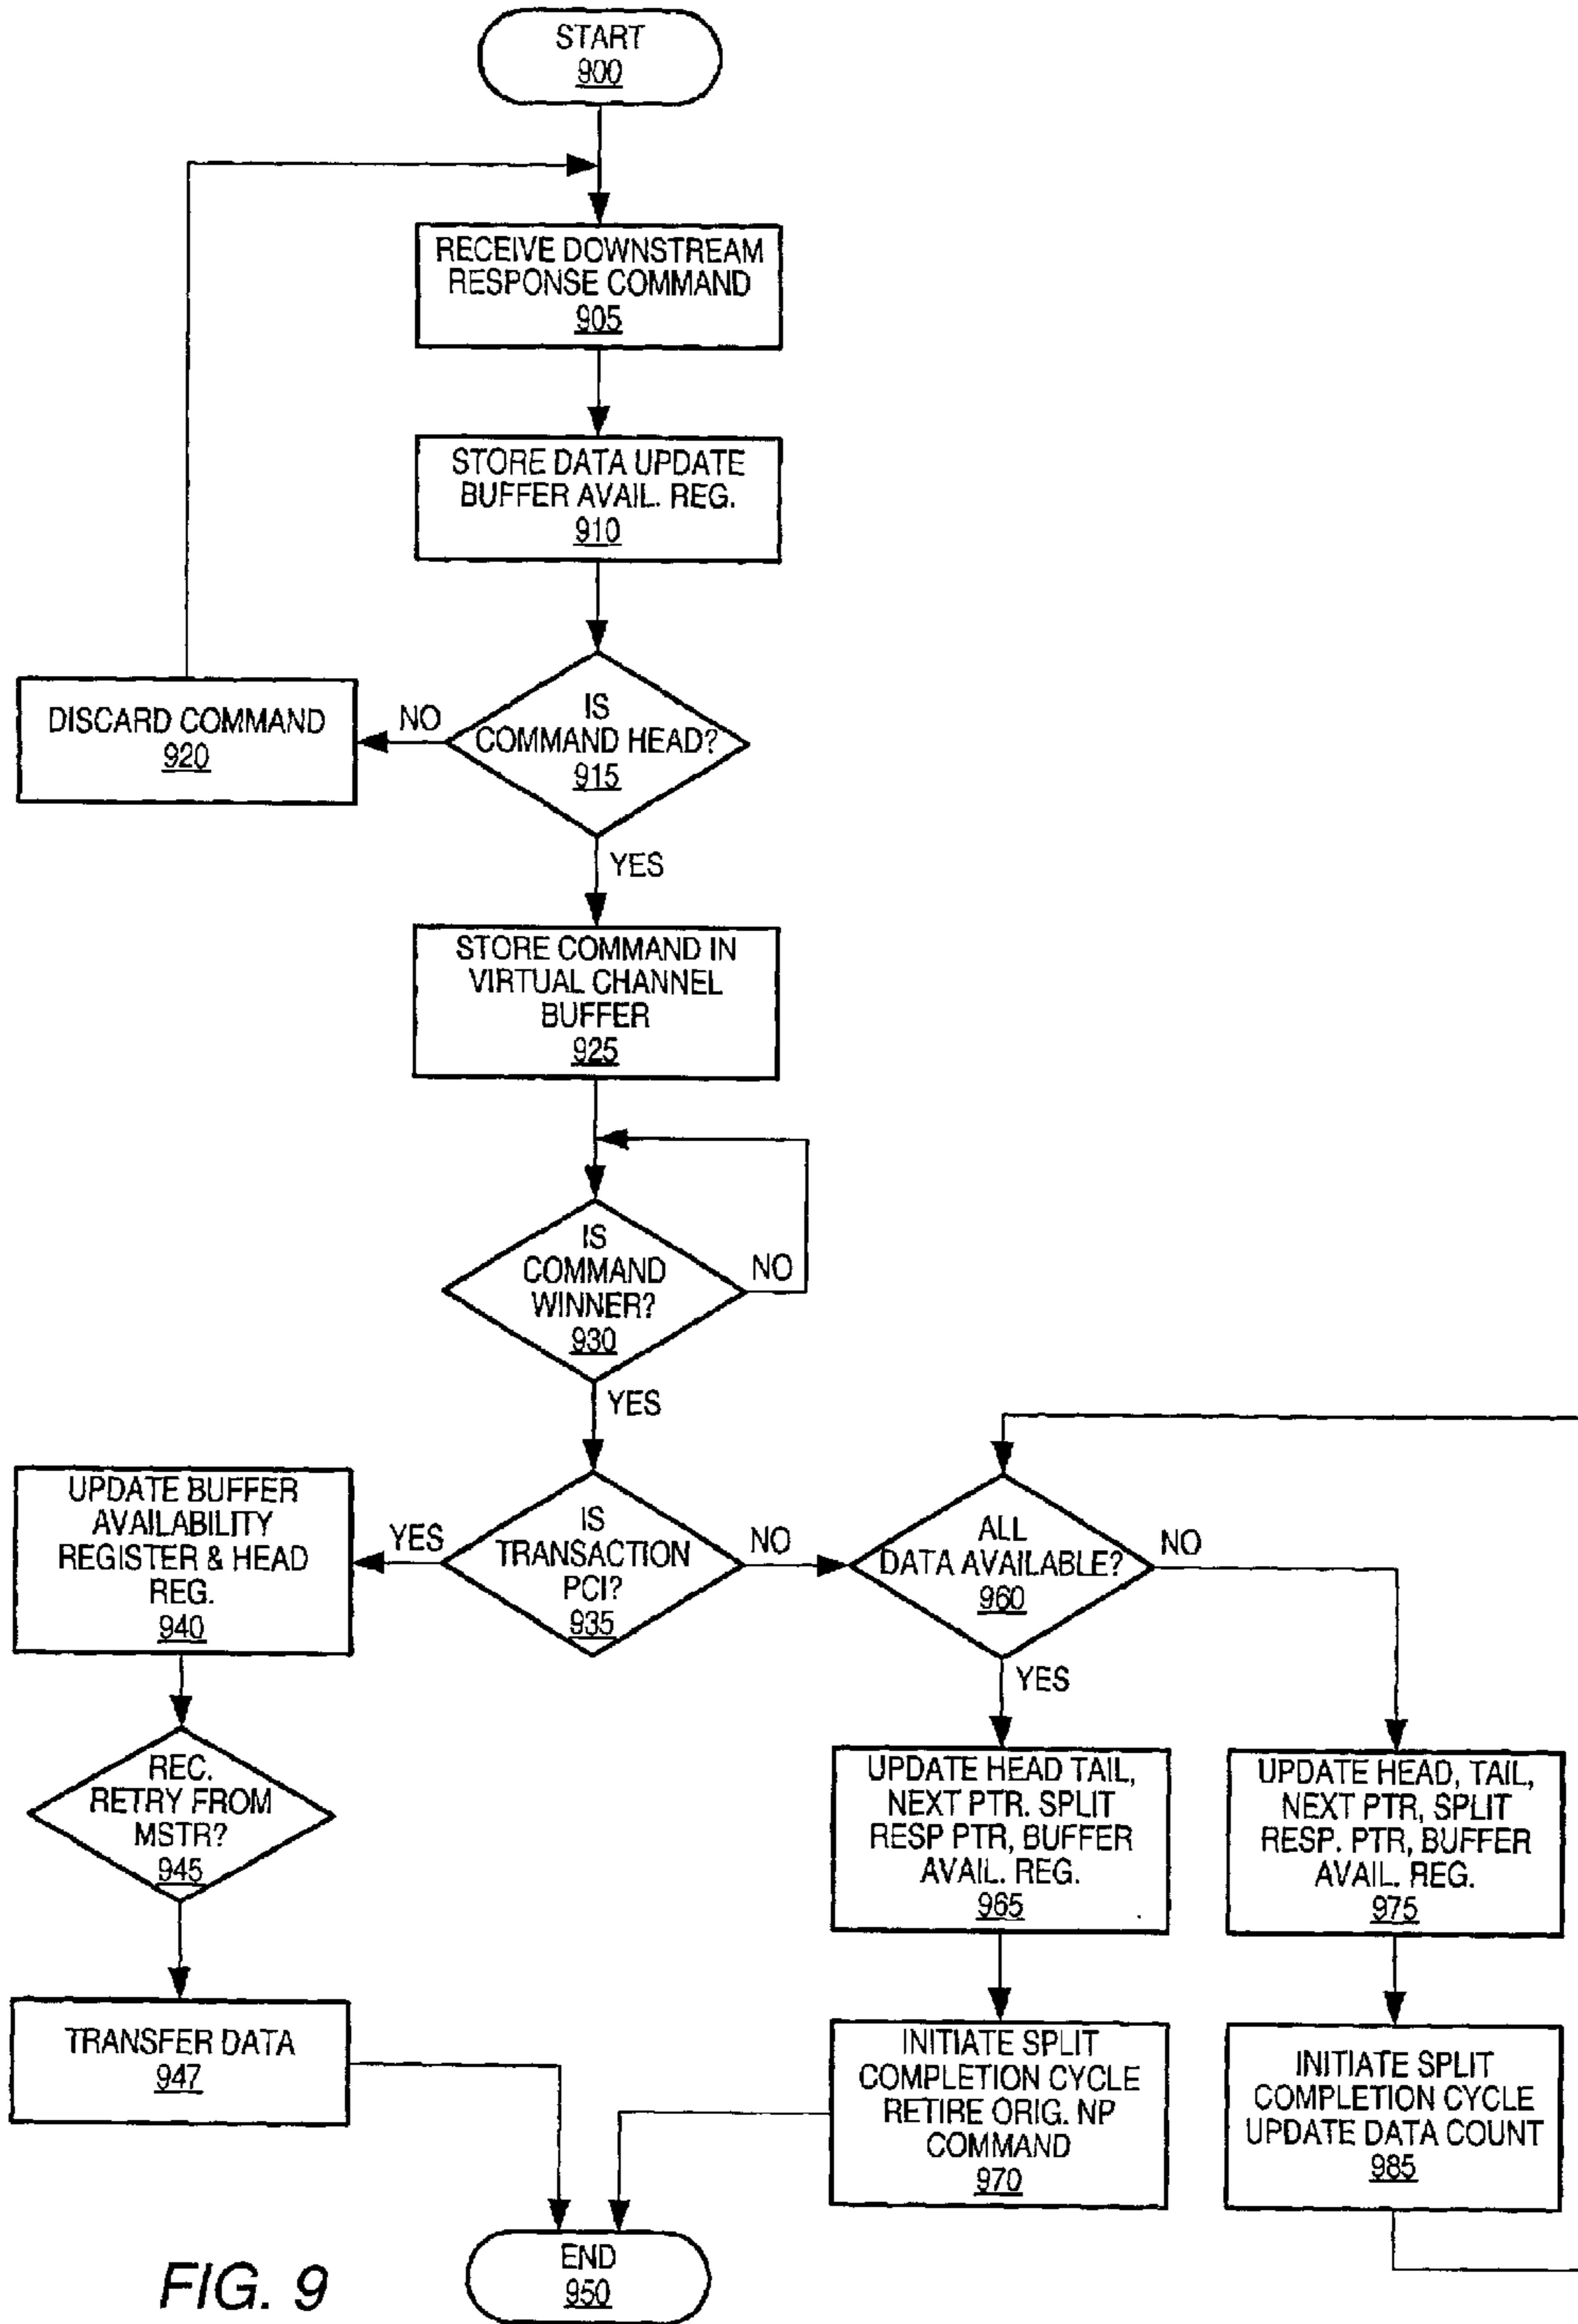 START
900
RECEIVE DOWNSTREAM
RESPONSE COMMAND
905
STORE DATA UPDATE
BUFFER AVAIL. REG.
910
IS
COMMAND HEAD?
915
NO
DISCARD COMMAND
920
YES
STORE COMMAND IN
VIRTUAL CHANNEL
BUFFER
925
IS
COMMAND
WINNER?
930
NO
YES
IS
TRANSACTION
PCI?
935
YES
NO
UPDATE BUFFER
AVAILABILITY
REGISTER & HEAD
REG.
940
REC.
RETRY FROM
MSTR?
945
TRANSFER DATA
947
ALL
DATA AVAILABLE?
960
NO
YES
UPDATE HEAD TAIL,
NEXT PTR. SPLIT
RESP PTR, BUFFER
AVAIL. REG.
965
UPDATE HEAD, TAIL,
NEXT PTR, SPLIT
RESP. PTR, BUFFER
AVAIL. REG.
975
INITIATE SPLIT
COMPLETION CYCLE
RETIRE ORIG. NP
COMMAND
970
INITIATE SPLIT
COMPLETION CYCLE
UPDATE DATA COUNT
985
END
950
FIG. 9